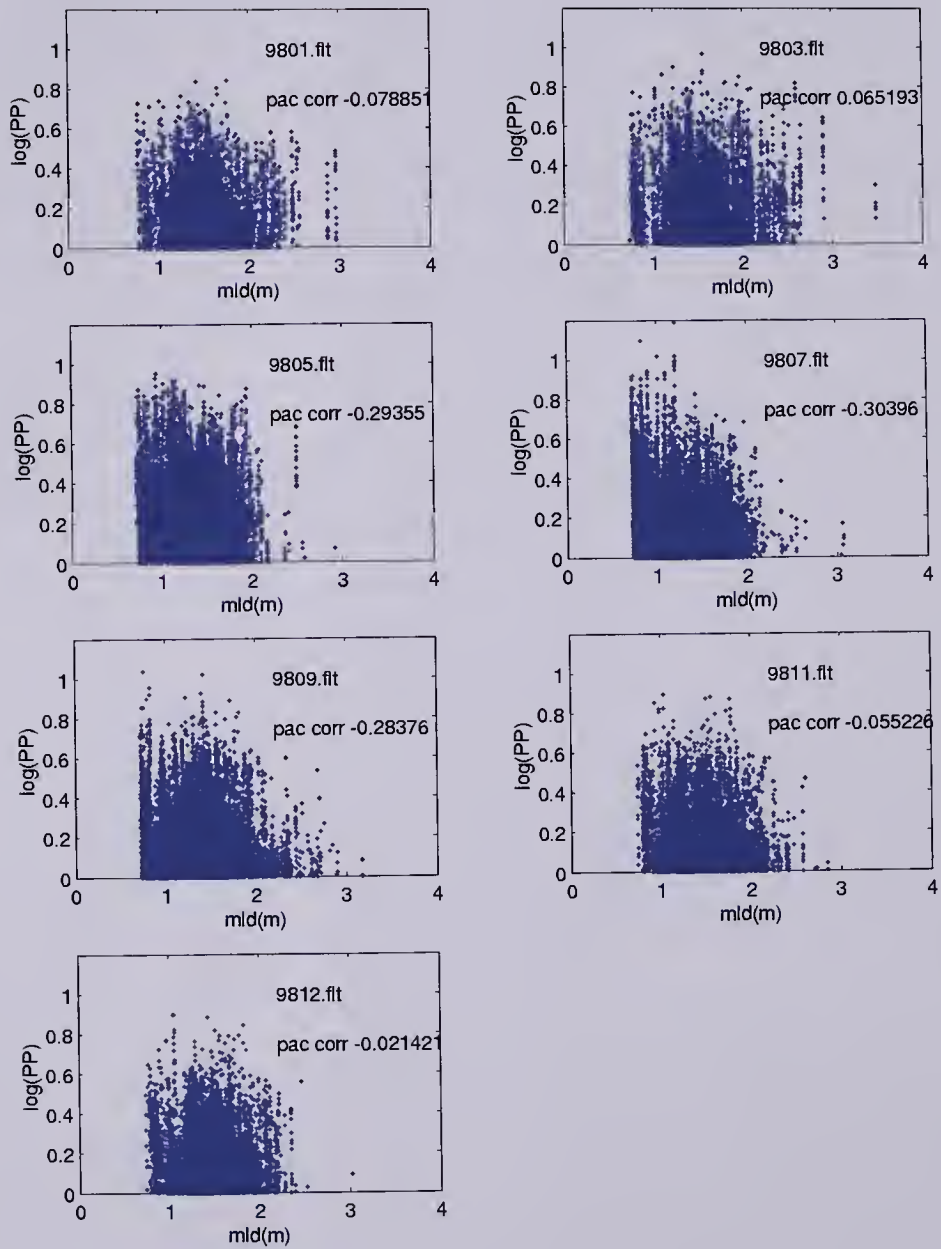 1
0.8
0.6
0.4
0.2
0
log(PP)
9801.flt
pac corr -0.078851
0 1 2 3 4
mld(m)
1
0.8
0.6
0.4
0.2
0
log(PP)
9803.flt
pac corr 0.065193
0 1 2 3 4
mld(m)
1
0.8
0.6
0.4
0.2
0
log(PP)
9805.flt
pac corr -0.29355
0 1 2 3 4
mld(m)
1
0.8
0.6
0.4
0.2
0
log(PP)
9807.flt
pac corr -0.30396
0 1 2 3 4
mld(m)
1
0.8
0.6
0.4
0.2
0
log(PP)
9809.flt
pac corr -0.28376
0 1 2 3 4
mld(m)
1
0.8
0.6
0.4
0.2
0
log(PP)
9811.flt
pac corr -0.055226
0 1 2 3 4
mld(m)
1
0.8
0.6
0.4
0.2
0
log(PP)
9812.flt
pac corr -0.021421
0 1 2 3 4
mld(m)